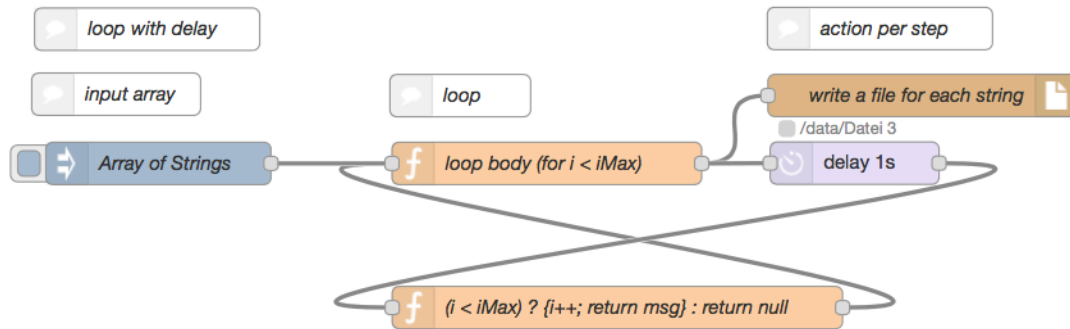 loop with delay
action per step
input array
loop
write a file for each string
/data/Datei 3
Array of Strings
loop body (for i < iMax)
delay 1s
(i < iMax) ? {i++; return msg} : return null